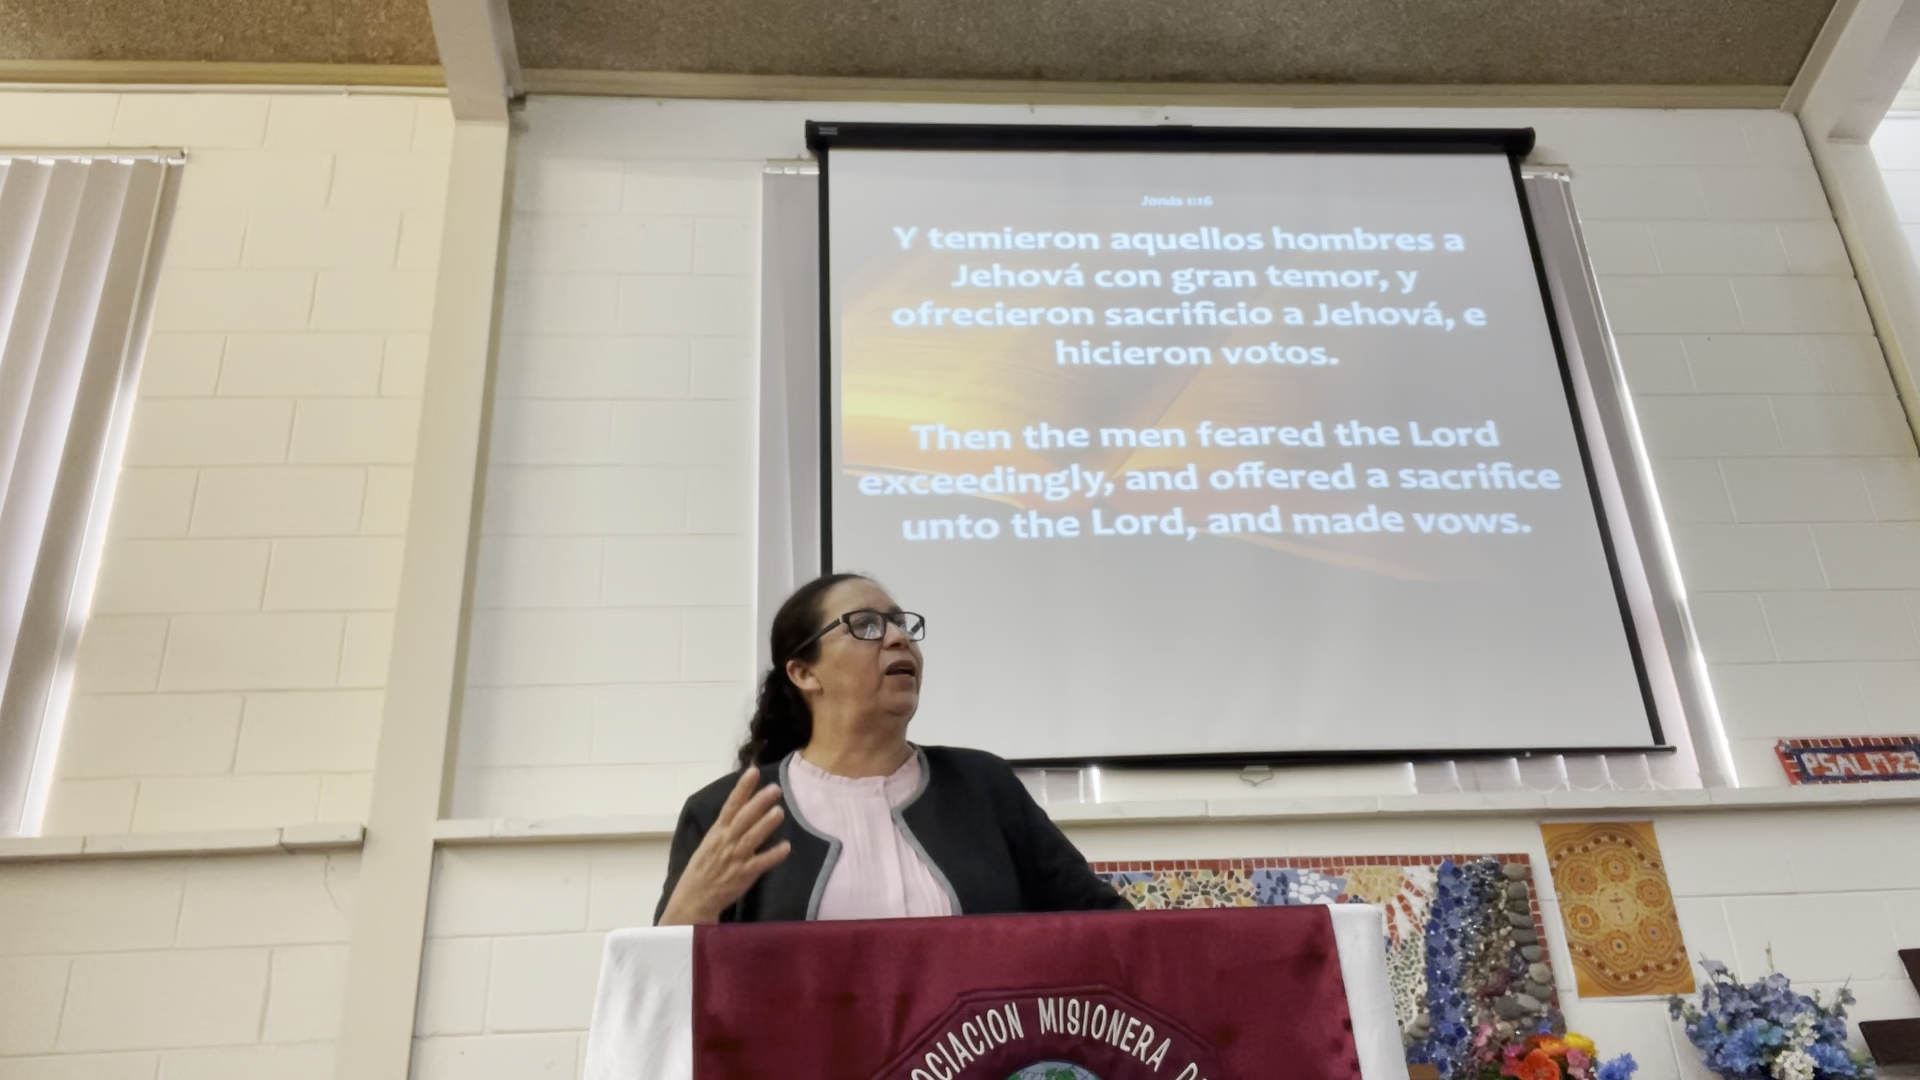 Jonás 1:16
Y temieron aquellos hombres a
Jehová con gran temor, y
ofrecieron sacrificio a Jehová, e
hicieron votos.
Then the men feared the Lord
exceedingly, and offered a sacrifice
unto the Lord, and made vows.
PSALM 23
OCIACION MISIONERA D